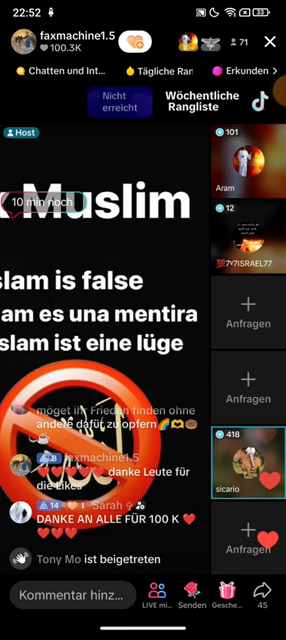 22:52
33
faxmachine1.5
100.3K
71
Chatten und Int...
Tägliche Ran
Erkunden
Nicht erreicht
Wöchentliche
Rangliste
Host
101
Aram
x Muslim
10 min noch
12
7Y7ISRAEL77
slam is false
am es una mentira
slam ist eine lüge
Anfragen
Anfragen
möget ihr Frieden finden ohne
andere dafür zu opfern
8 faxmachine1.5
danke Leute für
die Likes
418
sicario
14 I Sarah
DANKE AN ALLE FÜR 100 K
Tony Mo ist beigetreten
Anfragen
Kommentar hinz...
LIVE mi...
Senden
Gesche...
45